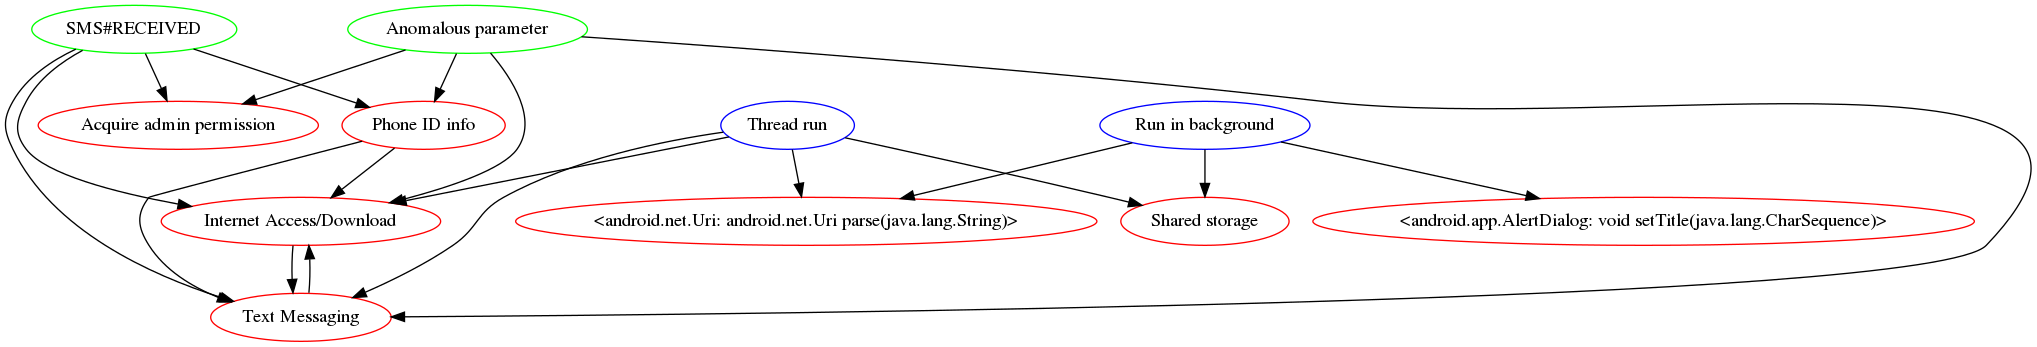 SMS#RECEIVED
Anomalous parameter
Acquire admin permission
Phone ID info
Thread run
Run in background
Internet Access/Download
<android.net.Uri: android.net.Uri parse(java.lang.String)>
Shared storage
<android.app.AlertDialog: void setTitle(java.lang.CharSequence)>
Text Messaging